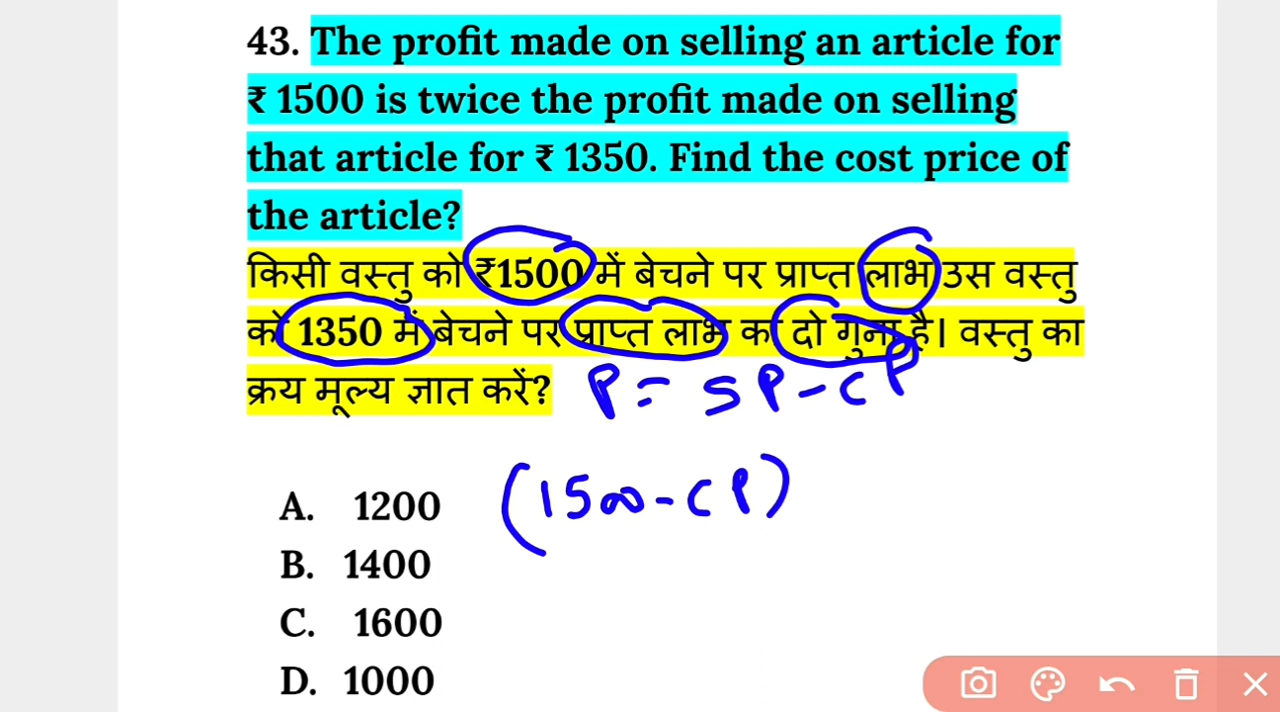 43. The profit made on selling an article for
₹ 1500 is twice the profit made on selling
that article for ₹ 1350. Find the cost price of
the article?
किसी वस्तु को ₹1500 में बेचने पर प्राप्त लाभ उस वस्तु
को 1350 में बेचने पर प्राप्त लाभ का दो गुना है। वस्तु का
क्रय मूल्य ज्ञात करें?
P = SP - CP
(1500 - CP)
A. 1200
B. 1400
C. 1600
D. 1000